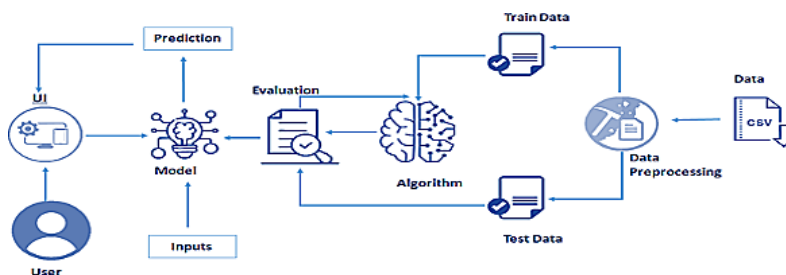 Train Data
Prediction
Data
Evaluation
UI
CSV
Model
Algorithm
Data
Preprocessing
Inputs
Test Data
User